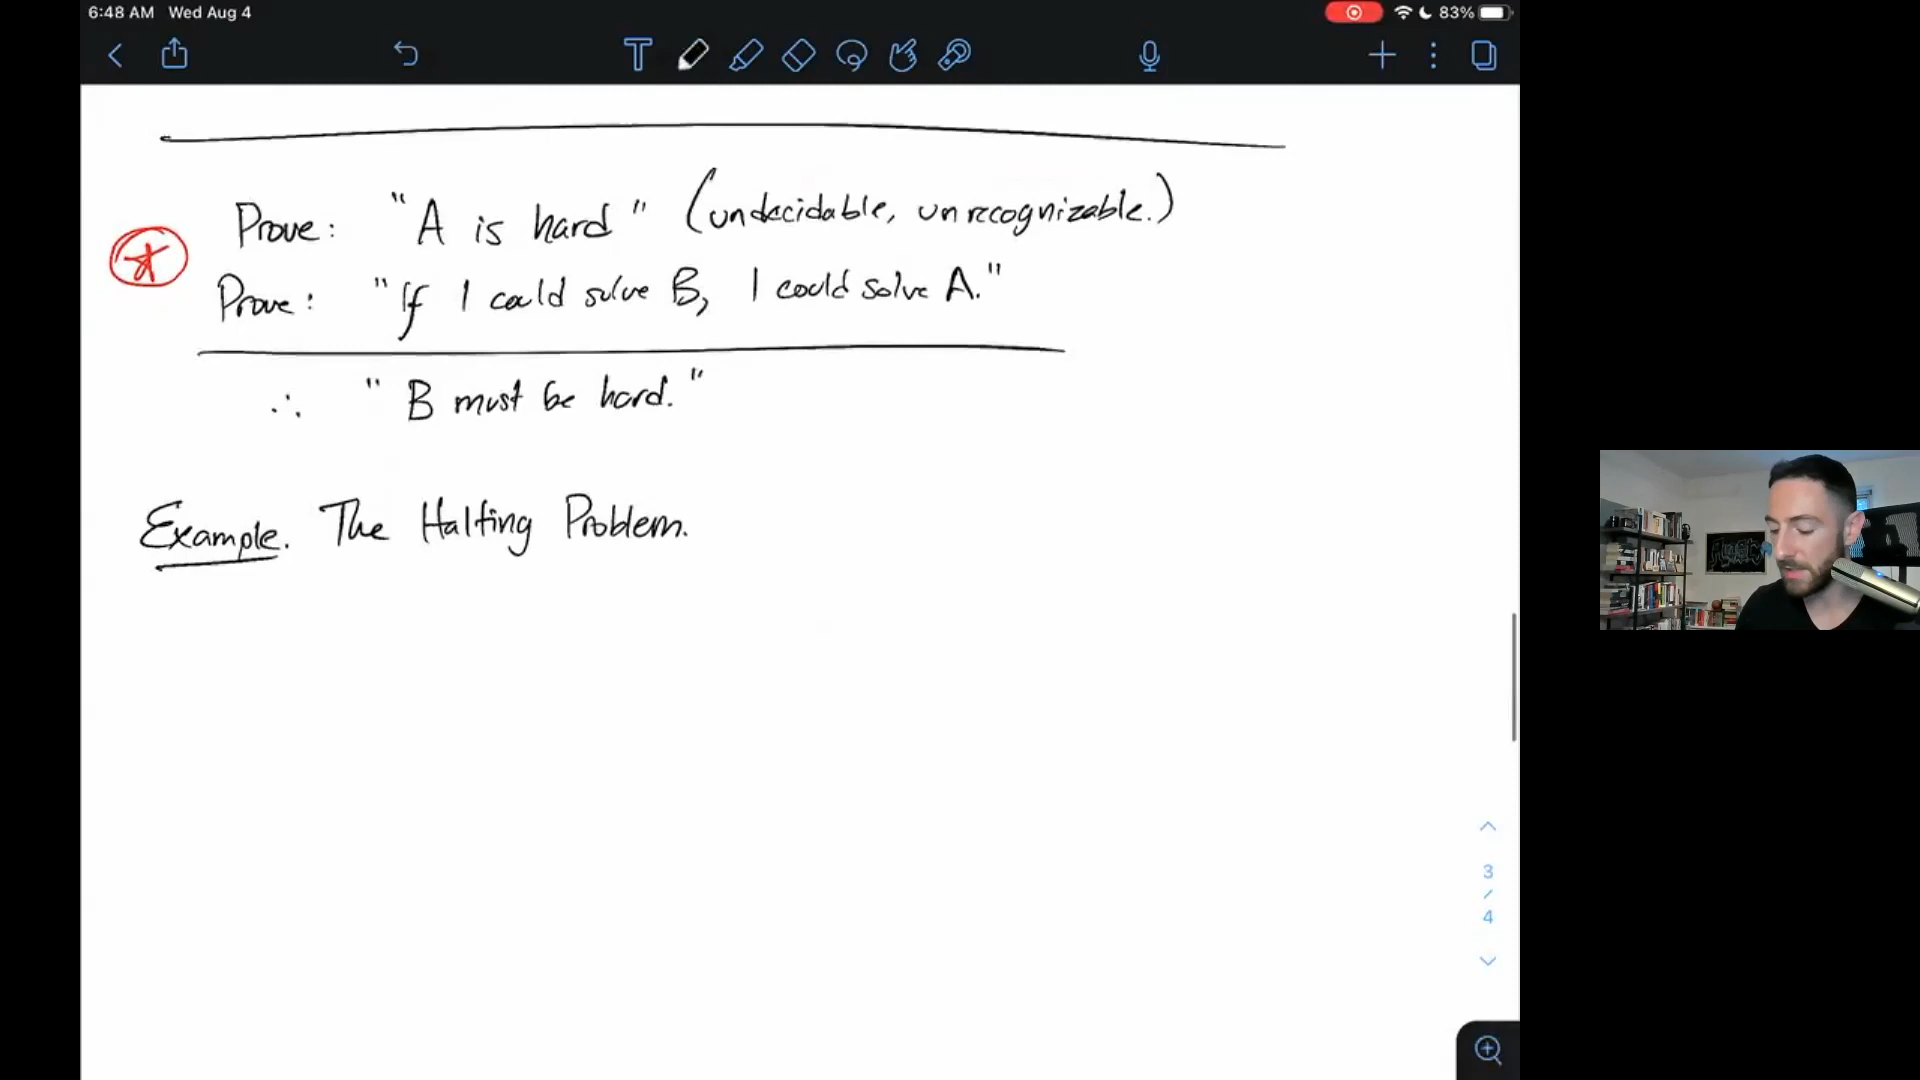 6:48 AM Wed Aug 4
83%
T
Prove: "A is hard" (undecidable, unrecognizable.)
Prove: "If I could solve B, I could solve A."
∴ "B must be hard."
Example. The Halting Problem.
3
/
4